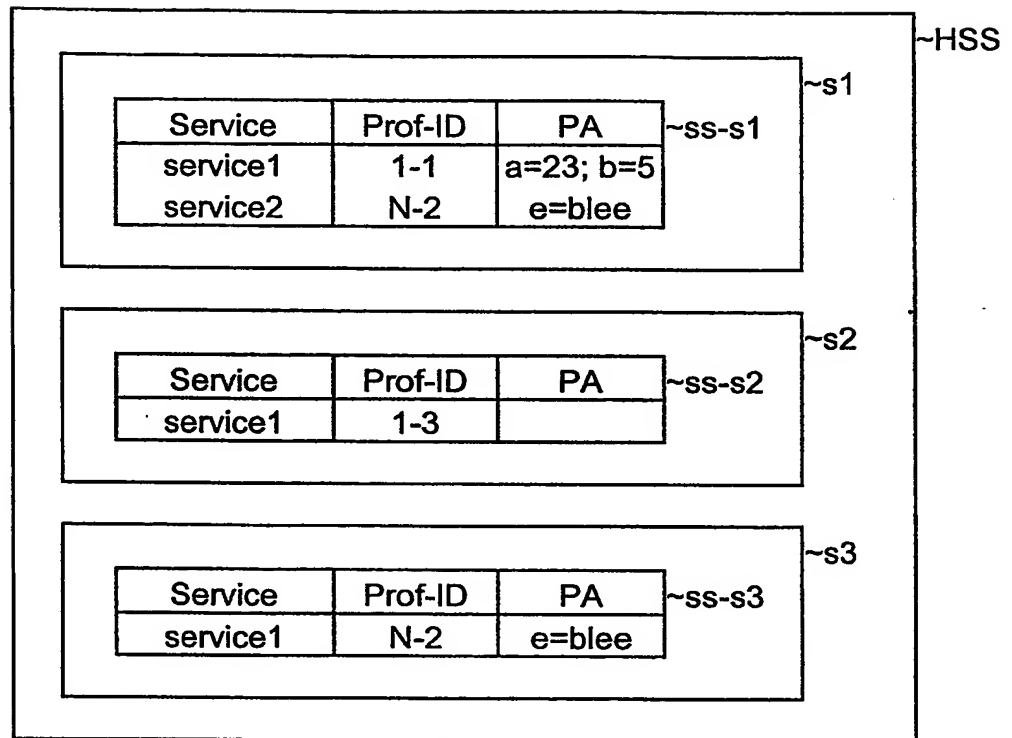 ~HSS
~s1
Service Prof-ID PA ~ss-s1
service1 1-1 a=23; b=5
service2 N-2 e=blee
~s2
Service Prof-ID PA ~ss-s2
service1 1-3
~s3
Service Prof-ID PA ~ss-s3
service1 N-2 e=blee